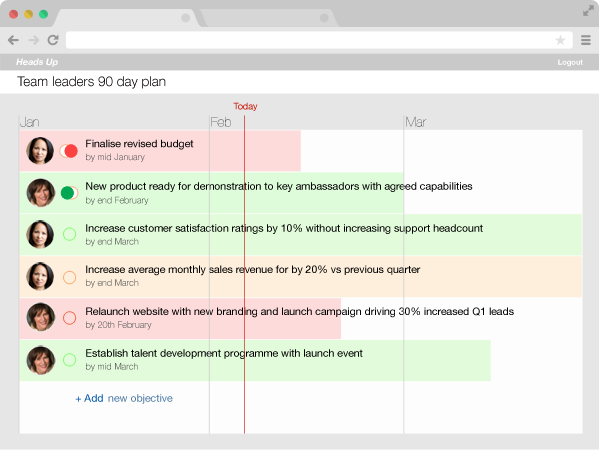 Heads Up
Logout
Team leaders 90 day plan
Today
Jan Feb Mar
Finalise revised budget
by mid January
New product ready for demonstration to key ambassadors with agreed capabilities
by end February
Increase customer satisfaction ratings by 10% without increasing support headcount
by end March
Increase average monthly sales revenue for by 20% vs previous quarter
by end March
Relaunch website with new branding and launch campaign driving 30% increased Q1 leads
by 20th February
Establish talent development programme with launch event
by mid March
+ Add new objective